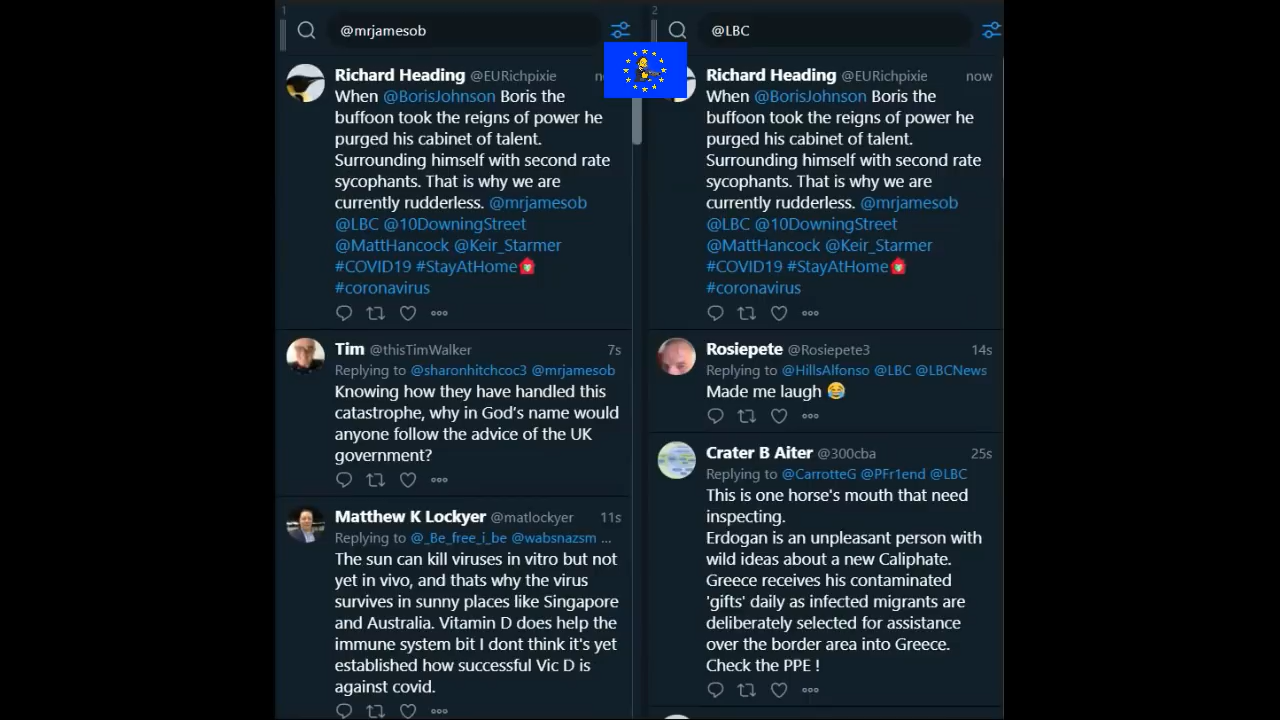 1
@mrjamesob
Richard Heading @EURichpixie
When @BorisJohnson Boris the
buffoon took the reigns of power he
purged his cabinet of talent.
Surrounding himself with second rate
sycophants. That is why we are
currently rudderless. @mrjamesob
@LBC @10DowningStreet
@MattHancock @Keir_Starmer
#COVID19 #StayAtHome
#coronavirus
Tim @thisTimWalker 7s
Replying to @sharonhitchcoc3 @mrjamesob
Knowing how they have handled this
catastrophe, why in God's name would
anyone follow the advice of the UK
government?
Matthew K Lockyer @matlockyer 11s
Replying to @_Be_free_i_be @wabsnazsm ...
The sun can kill viruses in vitro but not
yet in vivo, and thats why the virus
survives in sunny places like Singapore
and Australia. Vitamin D does help the
immune system bit I dont think it's yet
established how successful Vic D is
against covid.
2
@LBC
Richard Heading @EURichpixie now
When @BorisJohnson Boris the
buffoon took the reigns of power he
purged his cabinet of talent.
Surrounding himself with second rate
sycophants. That is why we are
currently rudderless. @mrjamesob
@LBC @10DowningStreet
@MattHancock @Keir_Starmer
#COVID19 #StayAtHome
#coronavirus
Rosiepete @Rosiepete3 14s
Replying to @HillsAlfonso @LBC @LBCNews
Made me laugh 😂
Crater B Aiter @300cba 25s
Replying to @CarrotteG @PFr1end @LBC
This is one horse's mouth that need
inspecting.
Erdogan is an unpleasant person with
wild ideas about a new Caliphate.
Greece receives his contaminated
'gifts' daily as infected migrants are
deliberately selected for assistance
over the border area into Greece.
Check the PPE !